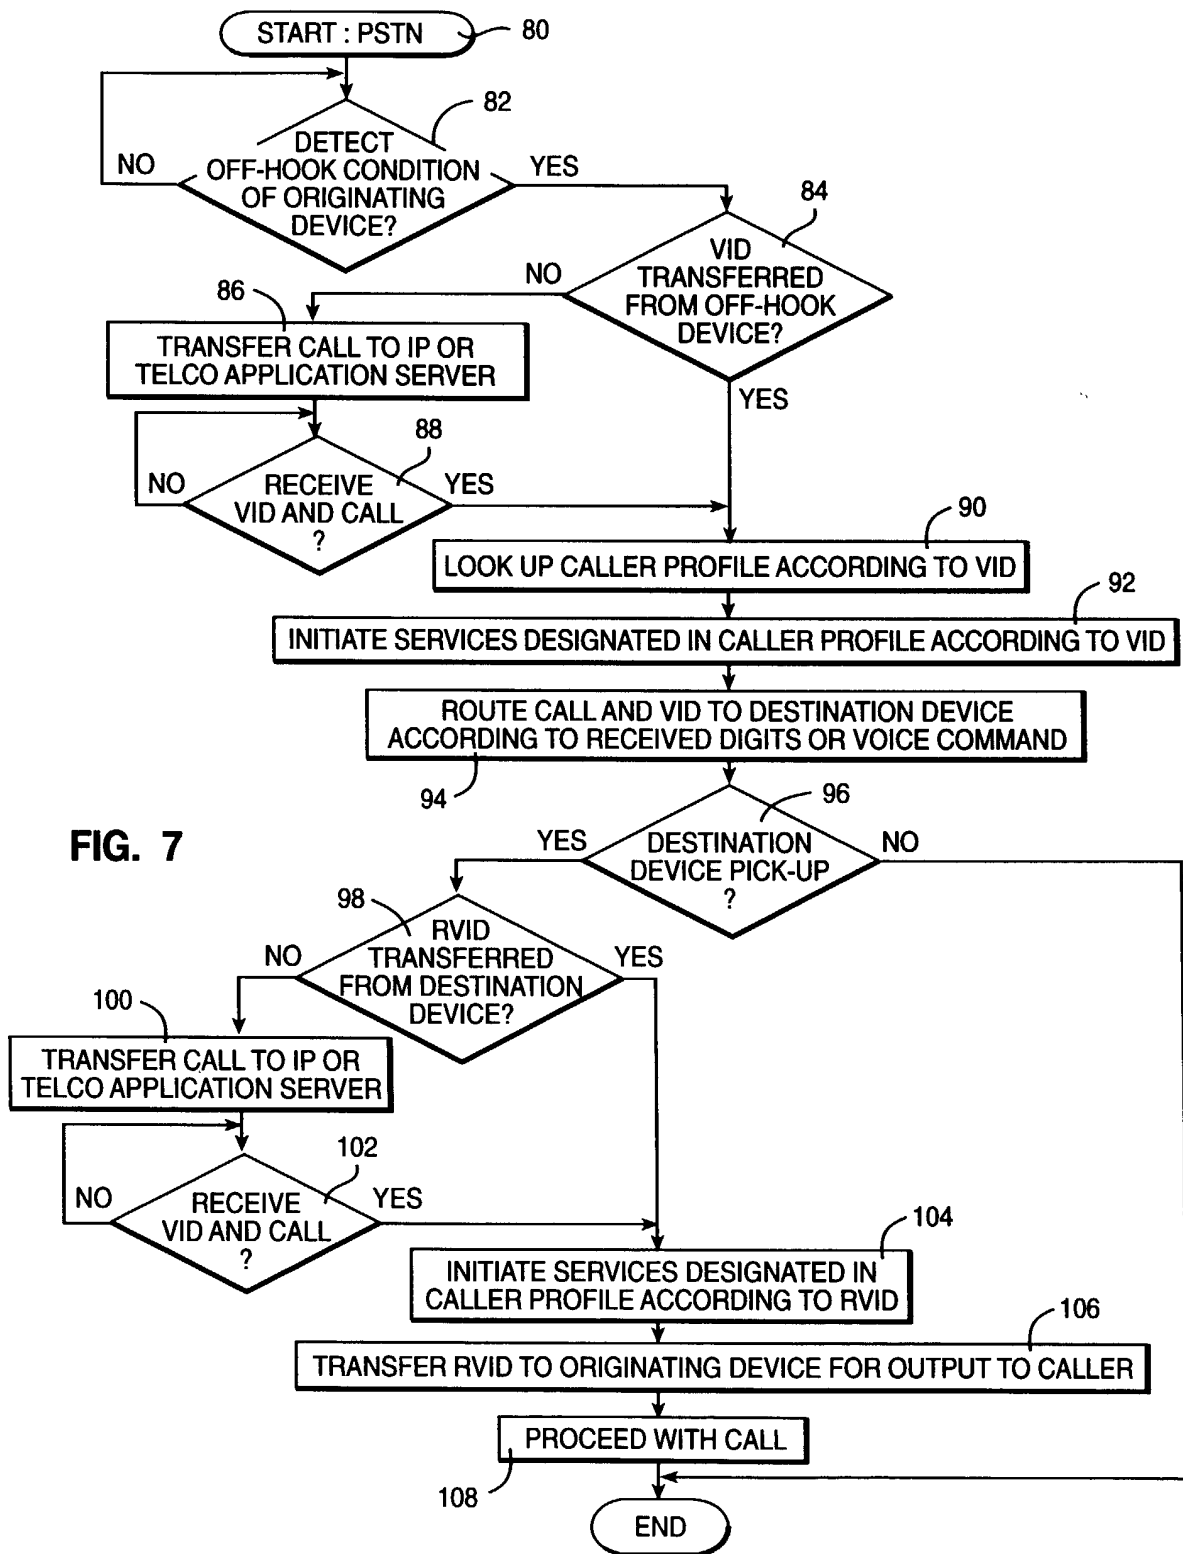 START : PSTN
80
82
DETECT
OFF-HOOK CONDITION
OF ORIGINATING
DEVICE?
NO
YES
84
VID
TRANSFERRED
FROM OFF-HOOK
DEVICE?
NO
YES
86
TRANSFER CALL TO IP OR
TELCO APPLICATION SERVER
88
RECEIVE
VID AND CALL
?
NO
YES
90
LOOK UP CALLER PROFILE ACCORDING TO VID
92
INITIATE SERVICES DESIGNATED IN CALLER PROFILE ACCORDING TO VID
ROUTE CALL AND VID TO DESTINATION DEVICE
ACCORDING TO RECEIVED DIGITS OR VOICE COMMAND
94
96
FIG. 7
YES
DESTINATION
DEVICE PICK-UP
?
NO
98
RVID
TRANSFERRED
FROM DESTINATION
DEVICE?
NO
YES
100
TRANSFER CALL TO IP OR
TELCO APPLICATION SERVER
102
RECEIVE
VID AND CALL
?
NO
YES
104
INITIATE SERVICES DESIGNATED IN
CALLER PROFILE ACCORDING TO RVID
106
TRANSFER RVID TO ORIGINATING DEVICE FOR OUTPUT TO CALLER
PROCEED WITH CALL
108
END